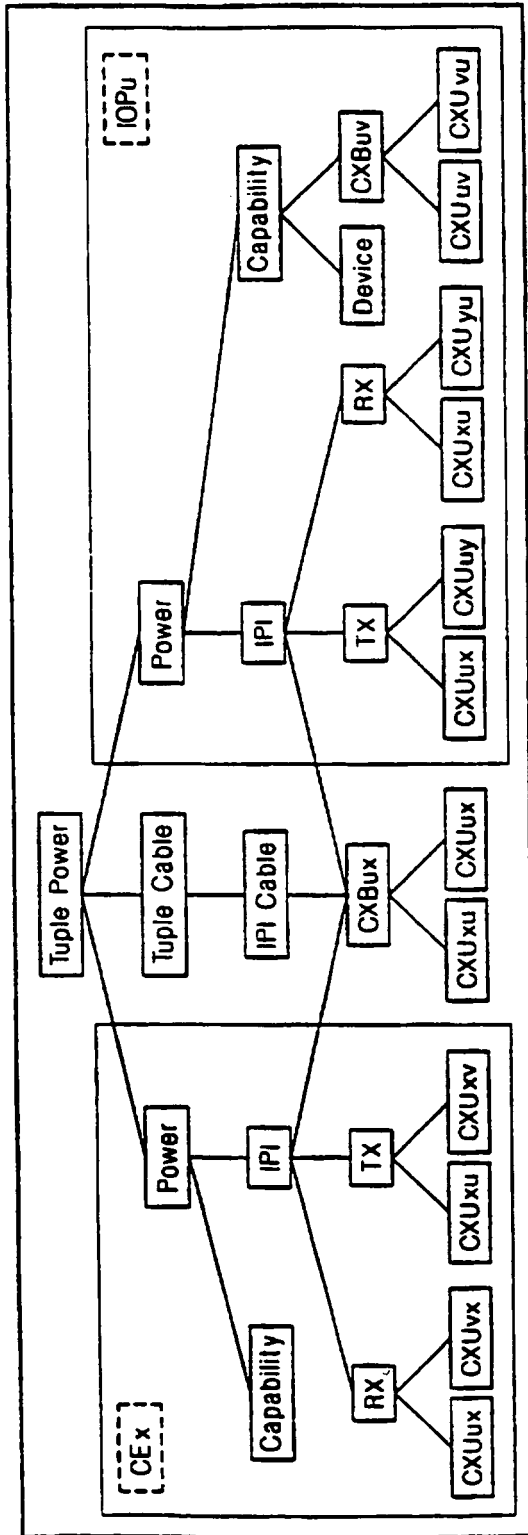 Tuple Power
CEx
IOPu
Power
Tuple Cable
Power
Capability
IPI
IPI Cable
IPI
Capability
RX
TX
CXBux
TX
RX
Device
CXBuv
CXUux
CXUvx
CXUxu
CXUxv
CXUxu
CXUux
CXUux
CXUuy
CXUxu
CXUyu
CXUuv
CXUvu